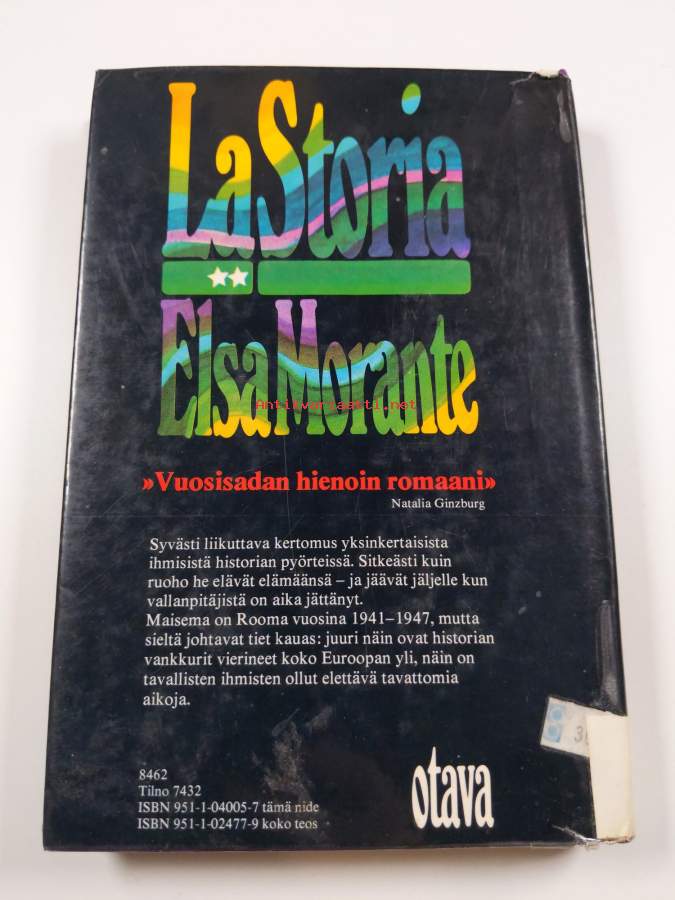 La Storia
Elsa Morante
Antikvariaatti.net
»Vuosisadan hienoin romaani»
Natalia Ginzburg
Syvästi liikuttava kertomus yksinkertaisista
ihmisistä historian pyörteissä. Sitkeästi kuin
ruoho he elävät elämäänsä – ja jäävät jäljelle kun
vallanpitäjistä on aika jättänyt.
Maisema on Rooma vuosina 1941–1947, mutta
sieltä johtavat tiet kauas: juuri näin ovat historian
vankkurit vierineet koko Euroopan yli, näin on
tavallisten ihmisten ollut elettävä tavattomia
aikoja.
8462
Tilno 7432
ISBN 951-1-04005-7 tämä nide
ISBN 951-1-02477-9 koko teos
otava